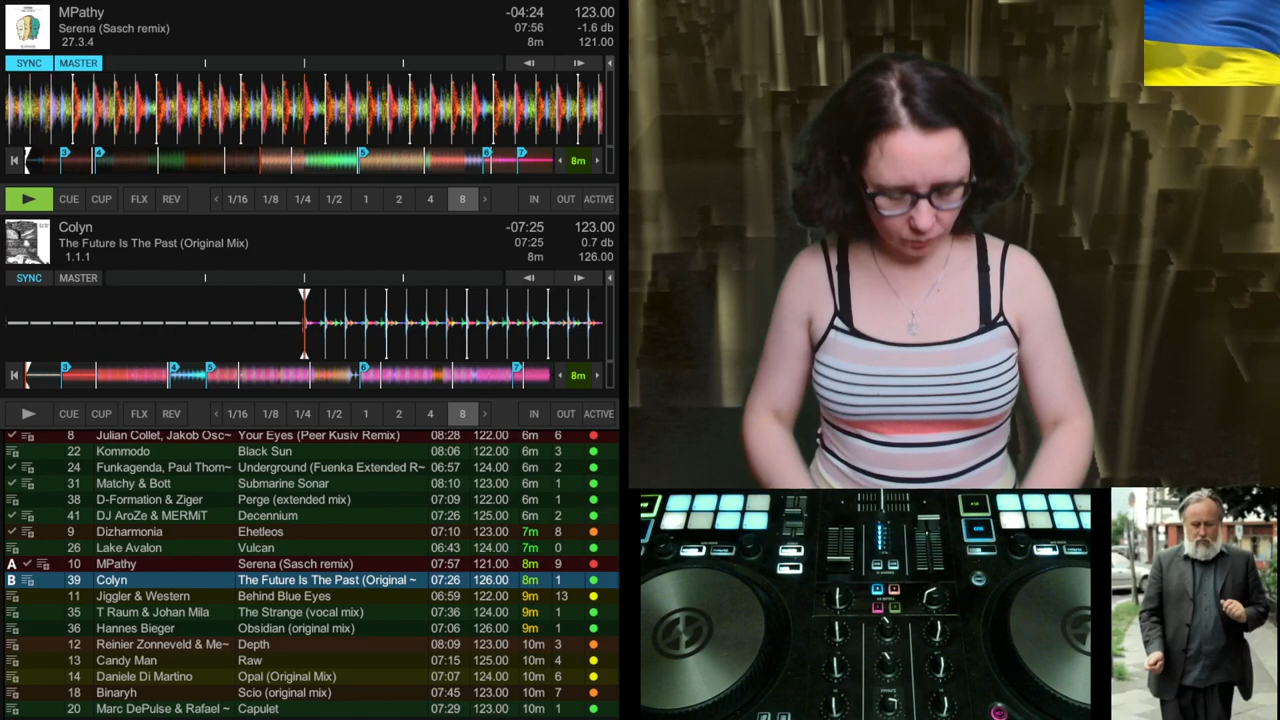 MPathy -04:24 123.00
Serena (Sasch remix) 07:56 -1.6 db
27.3.4 8m 121.00
SYNC MASTER
3 4 5 6 7 8m
CUE CUP FLX REV 1/16 1/8 1/4 1/2 1 2 4 8 IN OUT ACTIVE
Colyn -07:25 123.00
The Future Is The Past (Original Mix) 07:25 0.7 db
1.1.1 8m 126.00
SYNC MASTER
3 4 5 6 7 8m
CUE CUP FLX REV 1/16 1/8 1/4 1/2 1 2 4 8 IN OUT ACTIVE
8 Julian Collet, Jakob Osc~ Your Eyes (Peer Kusiv Remix) 08:28 122.00 6m 6
22 Kommodo Black Sun 08:06 122.00 6m 3
24 Funkagenda, Paul Thom~ Underground (Fuenka Extended R~ 06:57 124.00 6m 2
31 Matchy & Bott Submarine Sonar 08:10 123.00 6m 1
38 D-Formation & Ziger Perge (extended mix) 07:09 122.00 6m 1
41 DJ AroZe & MERMiT Decennium 07:26 125.00 6m 2
9 Dizharmonia Ehetless 07:10 123.00 7m 8
26 Lake Avalon Vulcan 06:43 124.00 7m 0
A 10 MPathy Serena (Sasch remix) 07:57 121.00 8m 9
B 39 Colyn The Future Is The Past (Original ~ 07:26 126.00 8m 1
11 Jiggler & Western Behind Blue Eyes 06:59 122.00 9m 13
35 T Raum & Johan Mila The Strange (vocal mix) 07:36 124.00 9m 1
36 Hannes Bieger Obsidian (original mix) 07:06 126.00 9m 1
12 Reinier Zonneveld & Me~ Depth 08:09 123.00 10m 3
13 Candy Man Raw 07:15 125.00 10m 4
14 Daniele Di Martino Opal (Original Mix) 07:07 124.00 10m 6
18 Binaryh Scio (original mix) 07:45 123.00 10m 7
20 Marc DePulse & Rafael ~ Capulet 07:29 123.00 10m 1